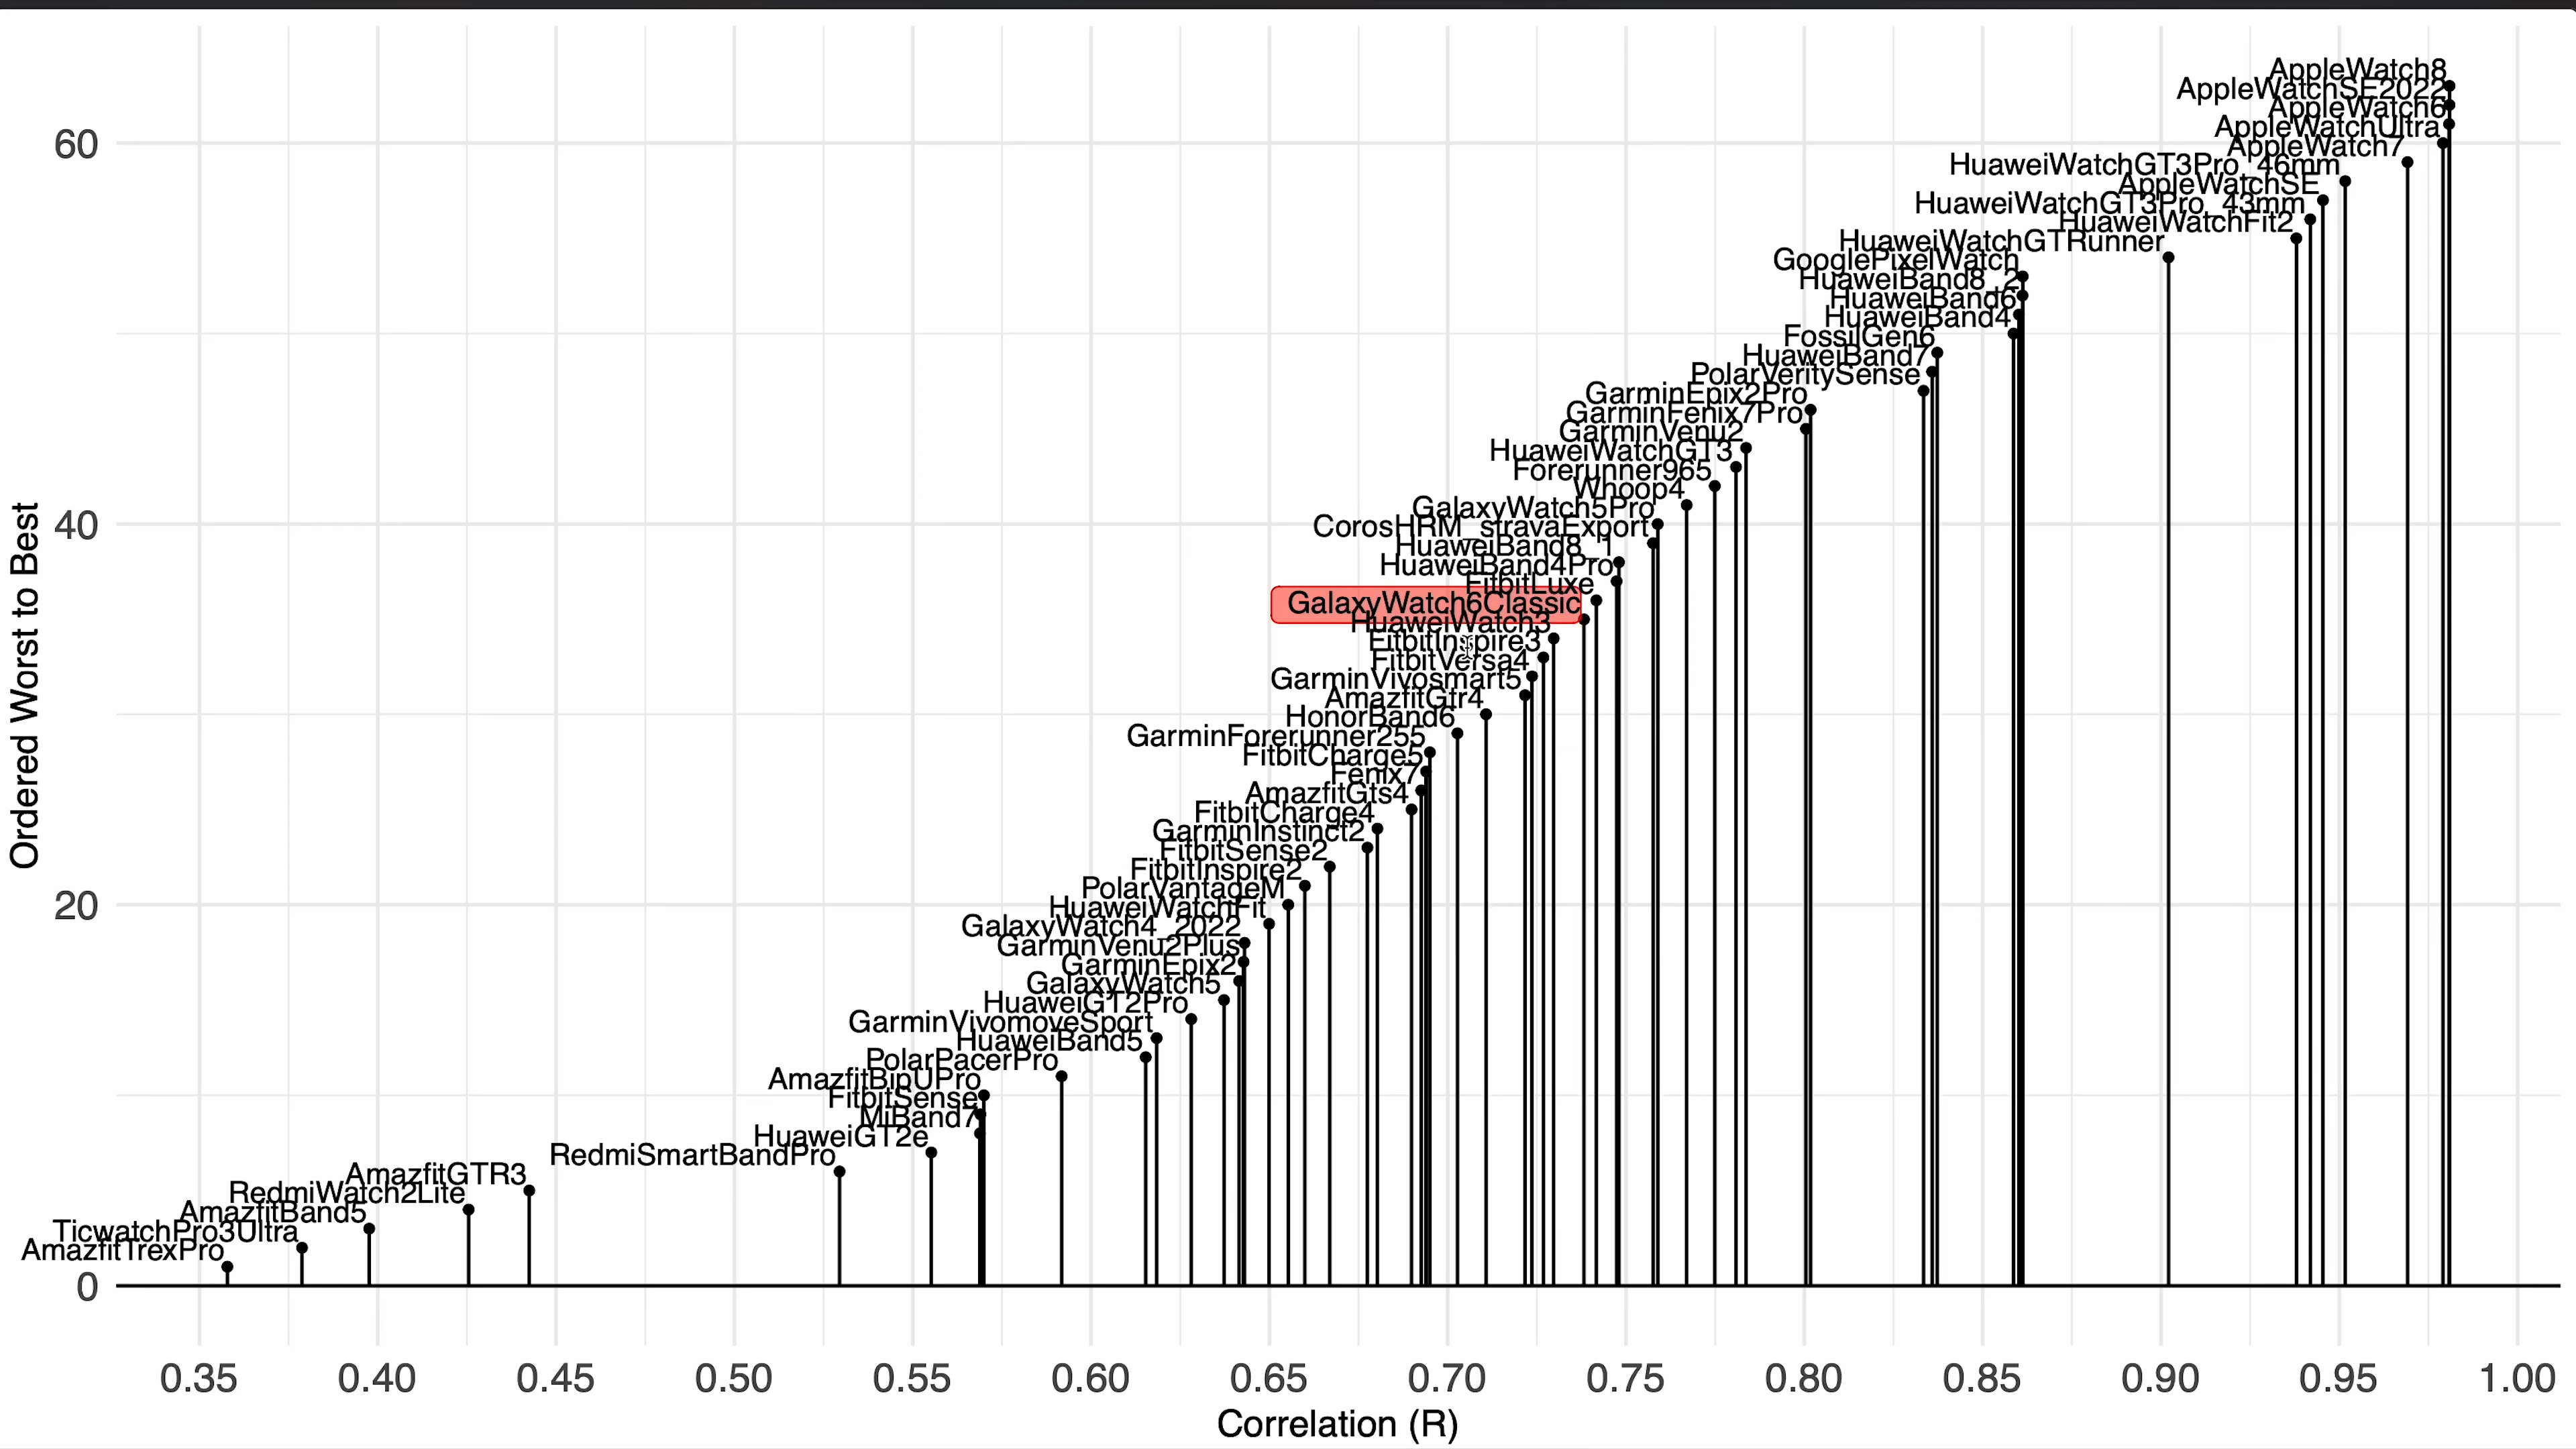 AppleWatch8
AppleWatchSE2022
AppleWatch6
AppleWatchUltra
60
AppleWatch7
HuaweiWatchGT3Pro_46mm
AppleWatchSE
HuaweiWatchGT3Pro_43mm
HuaweiWatchFit2
HuaweiWatchGTRunner
GooglePixelWatch
HuaweiBand8_2
HuaweiBand6
HuaweiBand4
FossilGen6
HuaweiBand7
PolarVeritySense
GarminEpix2Pro
GarminFenix7Pro
GarminVenu2
HuaweiWatchGT3
Forerunner965
Whoop4
GalaxyWatch5Pro
40
CorosHRM_stravaExport
HuaweiBand8_1
HuaweiBand4Pro
FitbitLuxe
GalaxyWatch6Classic
HuaweiWatch3
FitbitInspire3
FitbitVersa4
GarminVivosmart5
AmazfitGtr4
HonorBand6
GarminForerunner255
FitbitCharge5
Fenix7
AmazfitGts4
FitbitCharge4
GarminInstinct2
FitbitSense2
FitbitInspire2
PolarVantageM
20
HuaweiWatchFit
GalaxyWatch4_2022
GarminVenu2Plus
GarminEpix2
GalaxyWatch5
HuaweiGT2Pro
GarminVivomoveSport
HuaweiBand5
PolarPacerPro
AmazfitBipUPro
FitbitSense
MiBand7
HuaweiGT2e
RedmiSmartBandPro
AmazfitGTR3
RedmiWatch2Lite
AmazfitBand5
TicwatchPro3Ultra
AmazfitTrexPro
0
Ordered Worst to Best
0.35 0.40 0.45 0.50 0.55 0.60 0.65 0.70 0.75 0.80 0.85 0.90 0.95 1.00
Correlation (R)